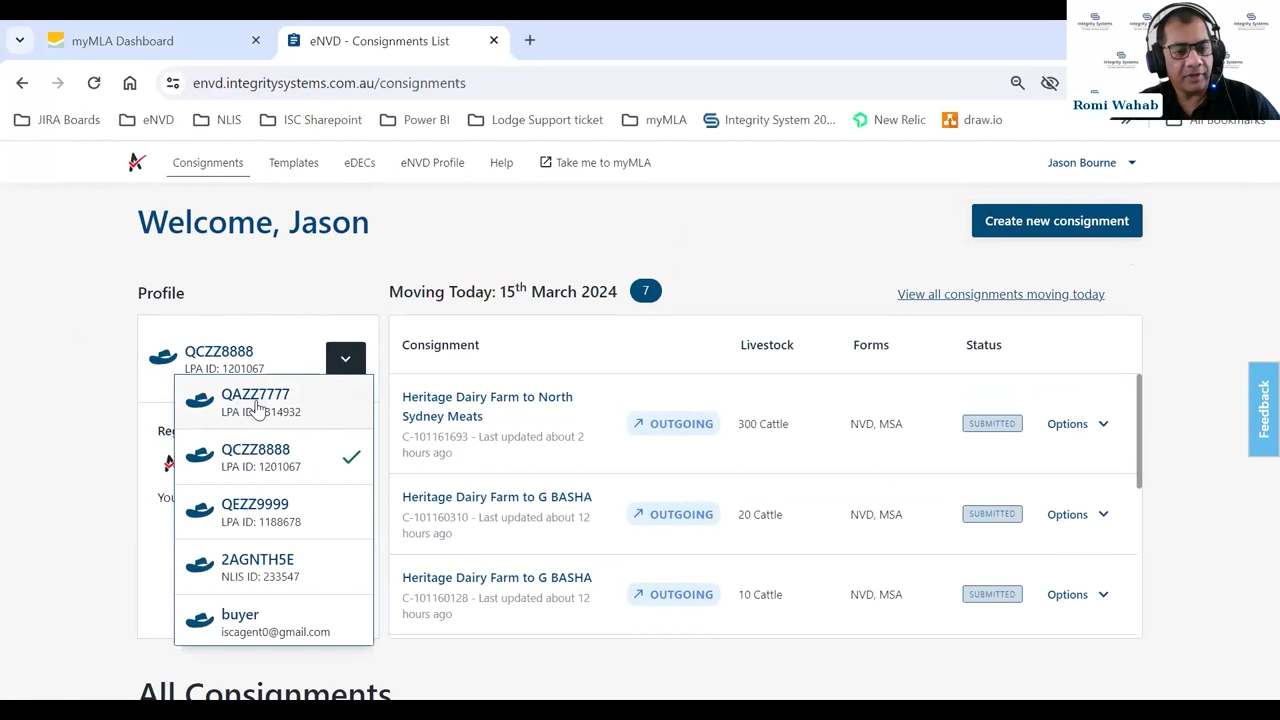 myMLA Dashboard
eNVD - Consignments List
envd.integritysystems.com.au/consignments
Romi Wahab
JIRA Boards
eNVD
NLIS
ISC Sharepoint
Power BI
Lodge Support ticket
myMLA
Integrity System 20...
New Relic
draw.io
All Bookmarks
Consignments
Templates
eDECs
eNVD Profile
Help
Take me to myMLA
Jason Bourne
Welcome, Jason
Create new consignment
Profile
Moving Today: 15th March 2024
7
View all consignments moving today
QCZZ8888
LPA ID: 1201067
QAZZ7777
LPA ID: 314932
QCZZ8888
LPA ID: 1201067
QEZZ9999
LPA ID: 1188678
2AGNTH5E
NLIS ID: 233547
buyer
iscagent0@gmail.com
Reg
You
Consignment
Livestock
Forms
Status
Heritage Dairy Farm to North
Sydney Meats
C-101161693 - Last updated about 2
hours ago
OUTGOING
300 Cattle
NVD, MSA
SUBMITTED
Options
Heritage Dairy Farm to G BASHA
C-101160310 - Last updated about 12
hours ago
OUTGOING
20 Cattle
NVD, MSA
SUBMITTED
Options
Heritage Dairy Farm to G BASHA
C-101160128 - Last updated about 12
hours ago
OUTGOING
10 Cattle
NVD, MSA
SUBMITTED
Options
Feedback
All Consignments